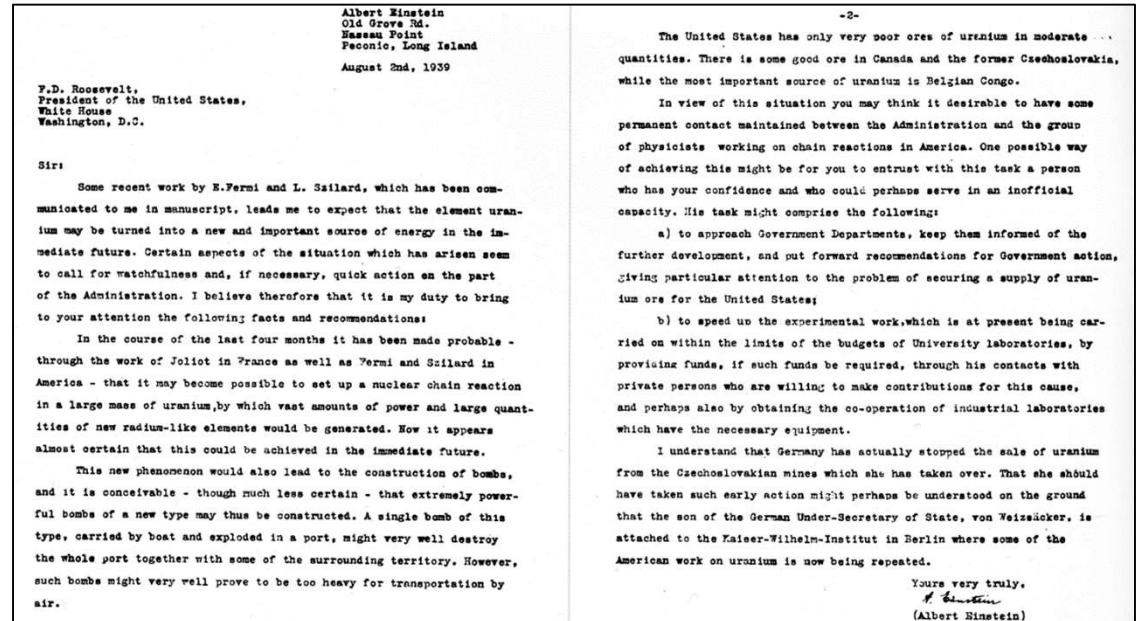 Albert Einstein
Old Grove Rd.
Nassau Point
Peconic, Long Island
August 2nd, 1939
F.D. Roosevelt,
President of the United States,
White House
Washington, D.C.
Sir:
Some recent work by E.Fermi and L. Szilard, which has been com-
municated to me in manuscript, leads me to expect that the element uran-
ium may be turned into a new and important source of energy in the im-
mediate future. Certain aspects of the situation which has arisen seem
to call for watchfulness and, if necessary, quick action on the part
of the Administration. I believe therefore that it is my duty to bring
to your attention the following facts and recommendations:
In the course of the last four months it has been made probable -
through the work of Joliot in France as well as Fermi and Szilard in
America - that it may become possible to set up a nuclear chain reaction
in a large mass of uranium,by which vast amounts of power and large quant-
ities of new radium-like elements would be generated. Now it appears
almost certain that this could be achieved in the immediate future.
This new phenomenon would also lead to the construction of bombs,
and it is conceivable - though much less certain - that extremely power-
ful bombs of a new type may thus be constructed. A single bomb of this
type, carried by boat and exploded in a port, might very well destroy
the whole port together with some of the surrounding territory. However,
such bombs might very well prove to be too heavy for transportation by
air.
-2-
The United States has only very poor ores of uranium in moderate
quantities. There is some good ore in Canada and the former Czechoslovakia,
while the most important source of uranium is Belgian Congo.
In view of this situation you may think it desirable to have some
permanent contact maintained between the Administration and the group
of physicists working on chain reactions in America. One possible way
of achieving this might be for you to entrust with this task a person
who has your confidence and who could perhaps serve in an inofficial
capacity. His task might comprise the following:
a) to approach Government Departments, keep them informed of the
further development, and put forward recommendations for Government action,
giving particular attention to the problem of securing a supply of uran-
ium ore for the United States;
b) to speed up the experimental work,which is at present being car-
ried on within the limits of the budgets of University laboratories, by
providing funds, if such funds be required, through his contacts with
private persons who are willing to make contributions for this cause,
and perhaps also by obtaining the co-operation of industrial laboratories
which have the necessary equipment.
I understand that Germany has actually stopped the sale of uranium
from the Czechoslovakian mines which she has taken over. That she should
have taken such early action might perhaps be understood on the ground
that the son of the German Under-Secretary of State, von Weizsäcker, is
attached to the Kaiser-Wilhelm-Institut in Berlin where some of the
American work on uranium is now being repeated.
Yours very truly,
A. Einstein
(Albert Einstein)